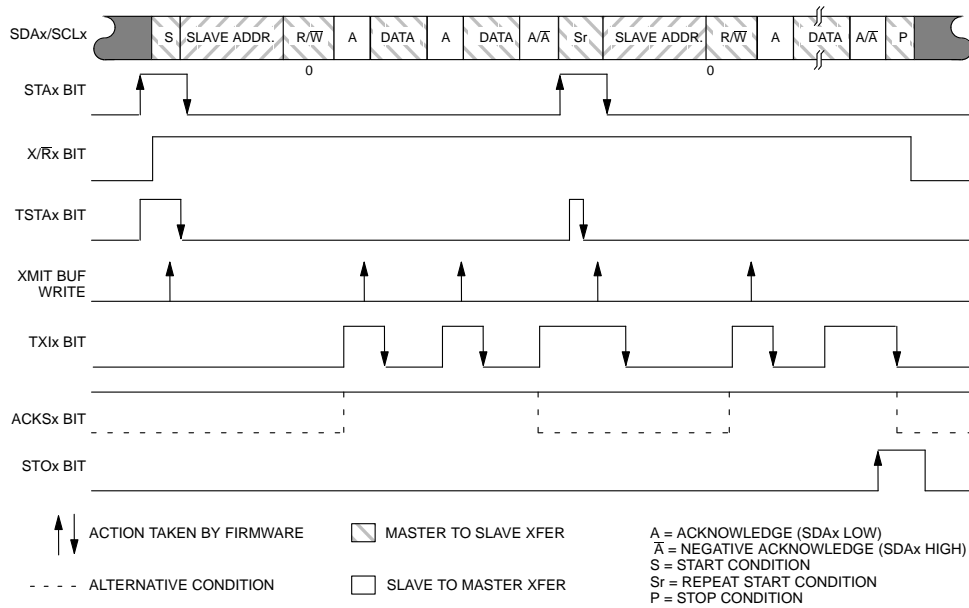 SDAx/SCLx
S SLAVE ADDR. R/W̅ A DATA A DATA A/A̅ Sr SLAVE ADDR. R/W̅ A DATA A/A̅ P
0 0
STAx BIT
X/R̅x BIT
TSTAx BIT
XMIT BUF
WRITE
TXIx BIT
ACKSx BIT
STOx BIT
ACTION TAKEN BY FIRMWARE
ALTERNATIVE CONDITION
MASTER TO SLAVE XFER
SLAVE TO MASTER XFER
A = ACKNOWLEDGE (SDAx LOW)
A̅ = NEGATIVE ACKNOWLEDGE (SDAx HIGH)
S = START CONDITION
Sr = REPEAT START CONDITION
P = STOP CONDITION